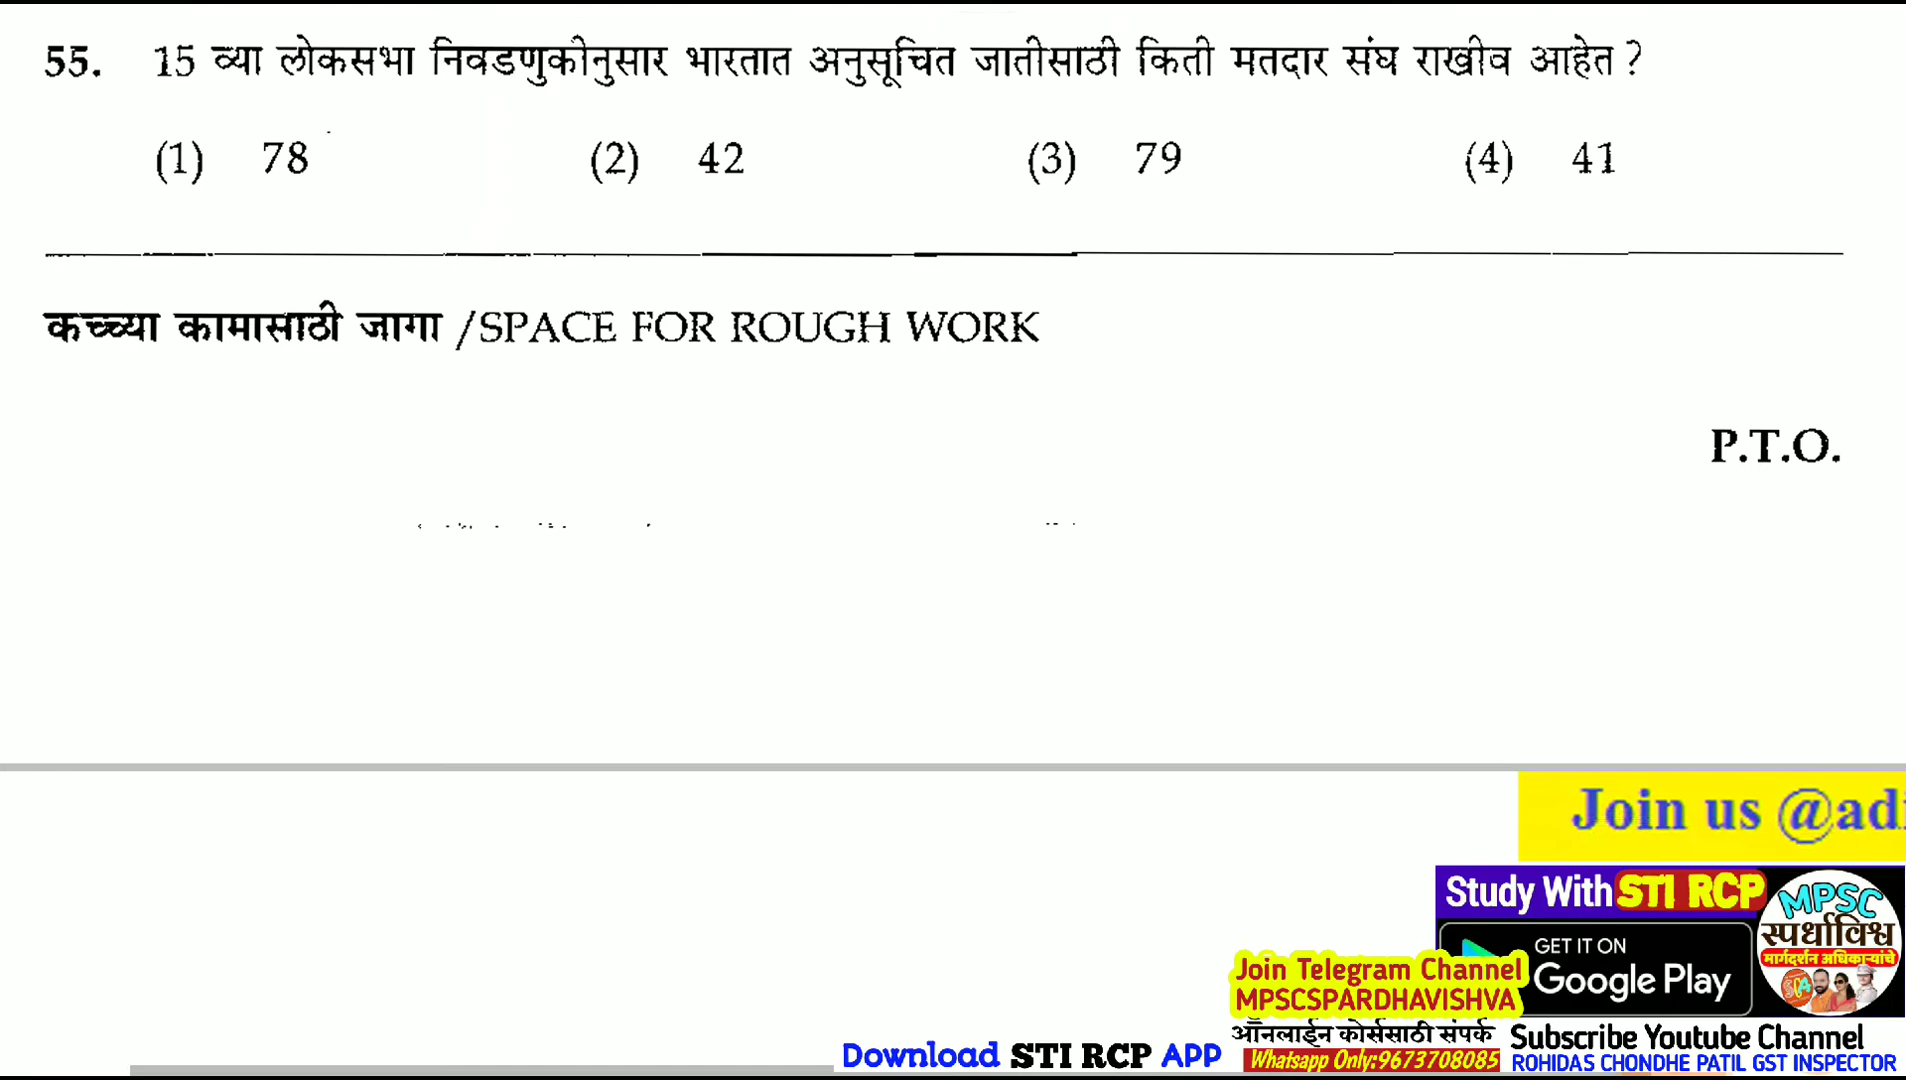 55. 15 व्या लोकसभा निवडणुकीनुसार भारतात अनुसूचित जातीसाठी किती मतदार संघ राखीव आहेत ?
(1) 78 (2) 42 (3) 79 (4) 41
कच्च्या कामासाठी जागा /SPACE FOR ROUGH WORK
P.T.O.
Join us @adi
Study With STI RCP
MPSC
स्पर्धाविश्व
मार्गदर्शन अधिकाऱ्यांचे
GET IT ON
Google Play
Join Telegram Channel
MPSCSPARDHAVISHVA
ऑनलाईन कोर्ससाठी संपर्क
Whatsapp Only:9673708085
Download STI RCP APP
Subscribe Youtube Channel
ROHIDAS CHONDHE PATIL GST INSPECTOR